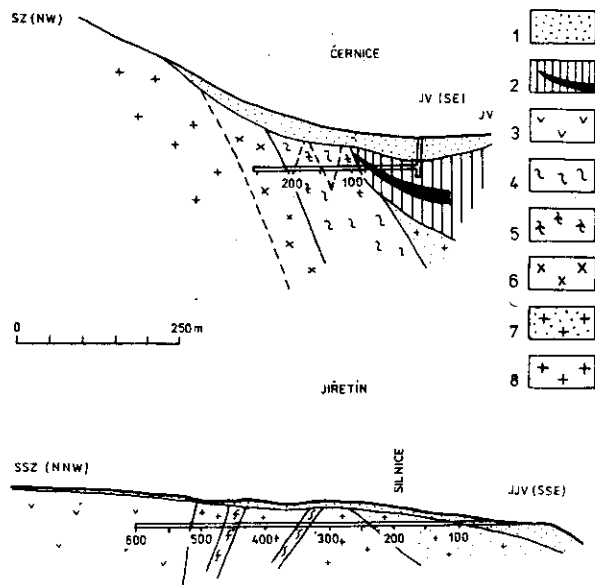 SZ (NW)
ČERNICE
JV (SE)
JV
200
100
0
250 m
1
2
3
4
5
6
7
8
JIŘETÍN
SSZ (NNW)
SILNICE
JJV (SSE)
600
500
400
300
200
100